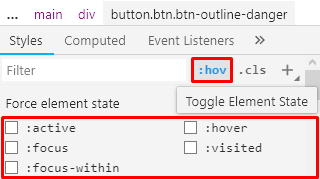 ... main div button.btn.btn-outline-danger
Styles Computed Event Listeners »
Filter :hov .cls +
Toggle Element State
Force element state
:active :hover
:focus :visited
:focus-within